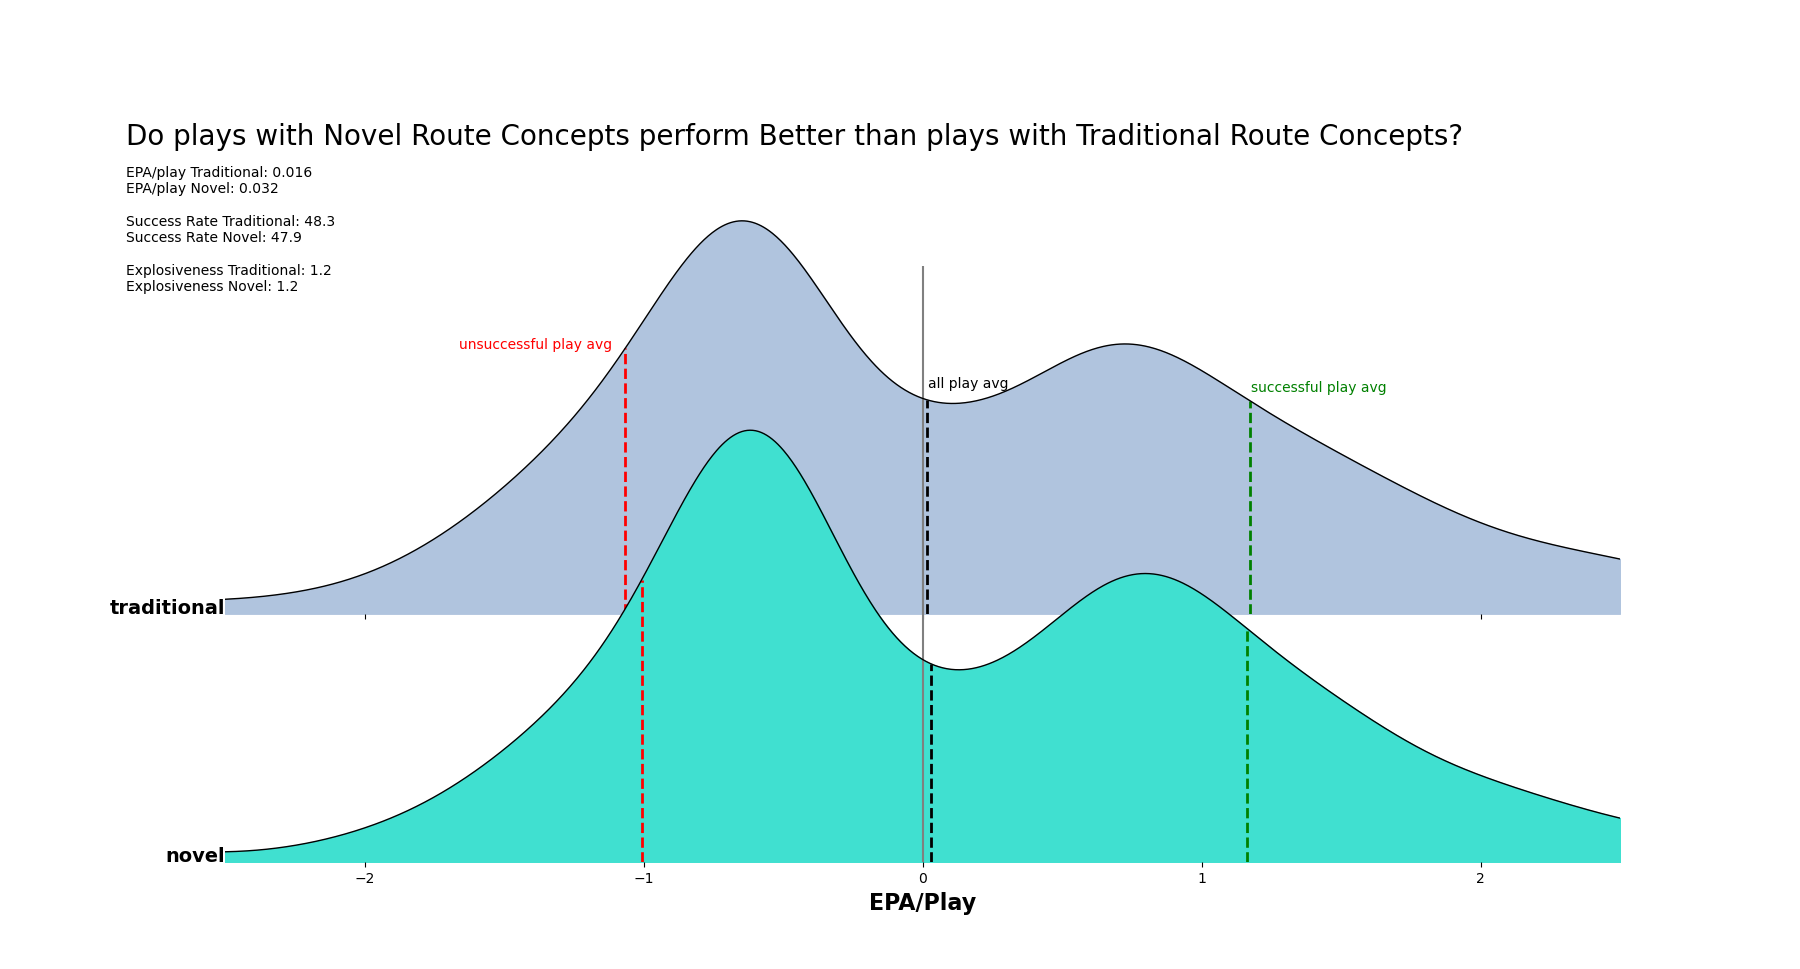 Do plays with Novel Route Concepts perform Better than plays with Traditional Route Concepts?
EPA/play Traditional: 0.016
EPA/play Novel: 0.032
Success Rate Traditional: 48.3
Success Rate Novel: 47.9
Explosiveness Traditional: 1.2
Explosiveness Novel: 1.2
unsuccessful play avg
all play avg
successful play avg
traditional
novel
−2
−1
0
1
2
EPA/Play